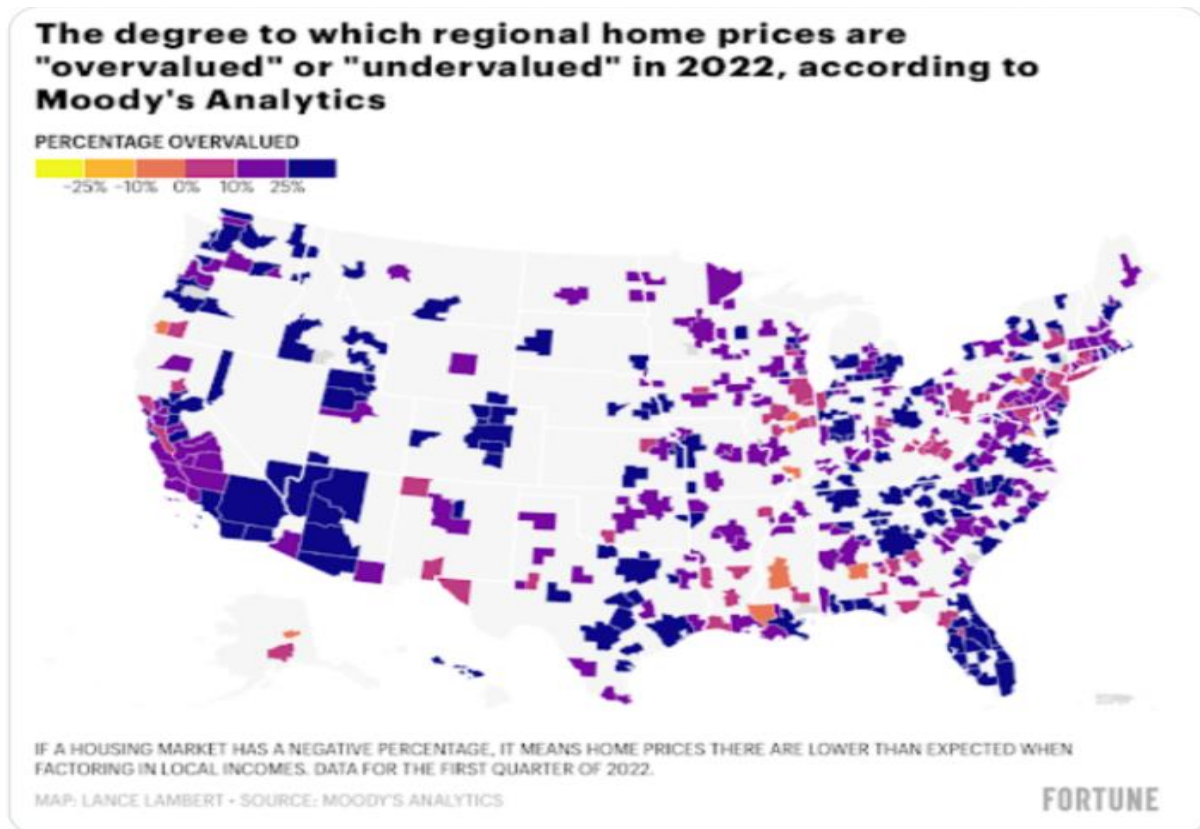 The degree to which regional home prices are
"overvalued" or "undervalued" in 2022, according to
Moody's Analytics
PERCENTAGE OVERVALUED
-25% -10% 0% 10% 25%
IF A HOUSING MARKET HAS A NEGATIVE PERCENTAGE, IT MEANS HOME PRICES THERE ARE LOWER THAN EXPECTED WHEN
FACTORING IN LOCAL INCOMES. DATA FOR THE FIRST QUARTER OF 2022.
MAP: LANCE LAMBERT • SOURCE: MOODY'S ANALYTICS
FORTUNE